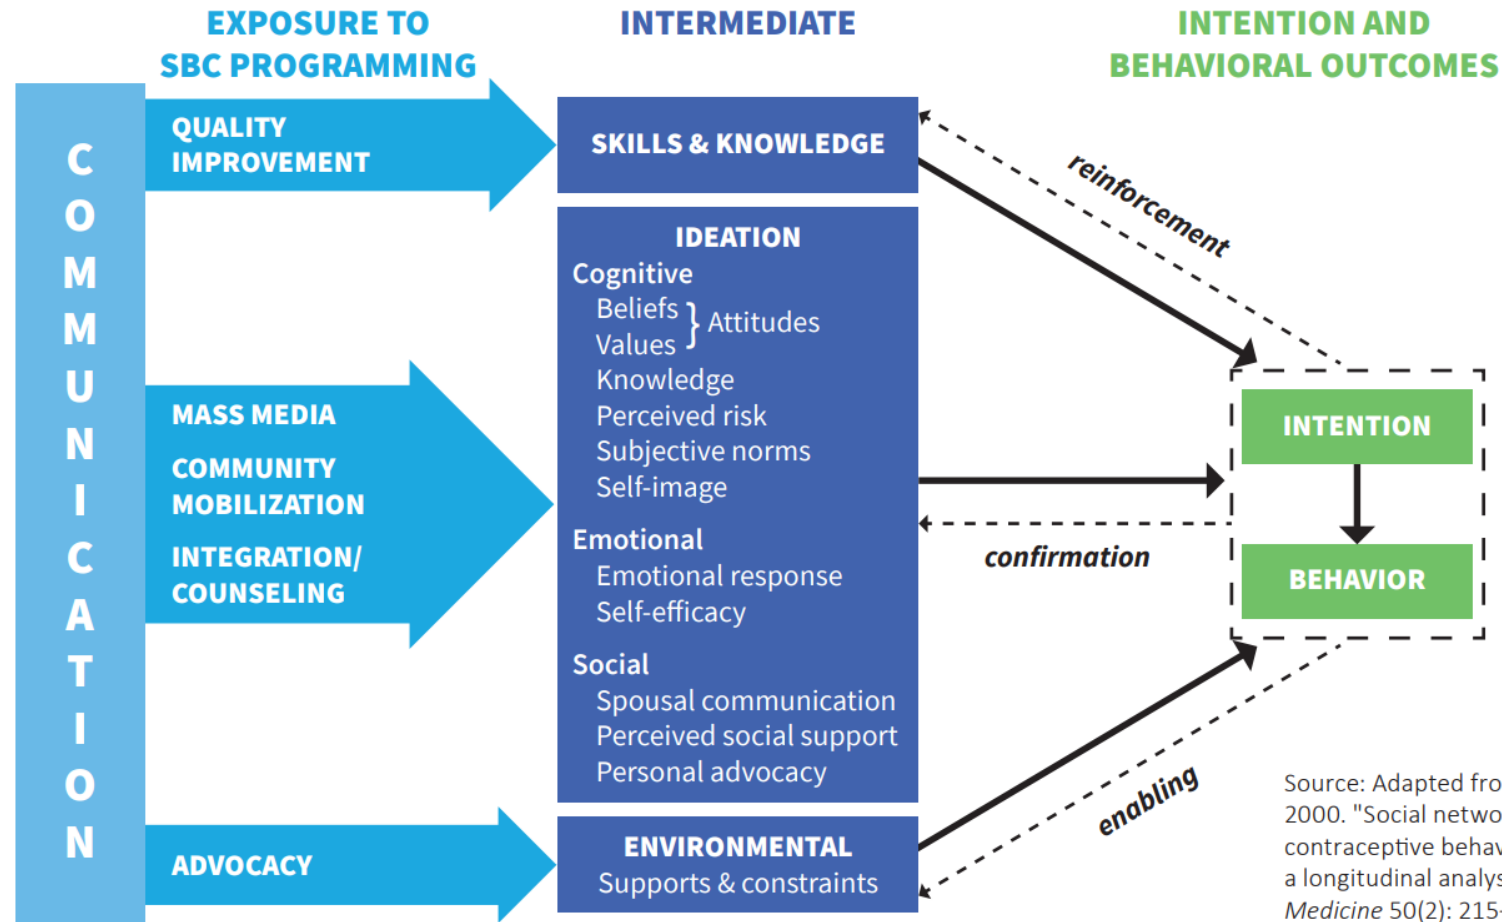 EXPOSURE TO
SBC PROGRAMMING
INTERMEDIATE
INTENTION AND
BEHAVIORAL OUTCOMES
COMMUNICATION
QUALITY
IMPROVEMENT
MASS MEDIA
COMMUNITY
MOBILIZATION
INTEGRATION/
COUNSELING
ADVOCACY
SKILLS & KNOWLEDGE
IDEATION
Cognitive
Beliefs
Values
} Attitudes
Knowledge
Perceived risk
Subjective norms
Self-image
Emotional
Emotional response
Self-efficacy
Social
Spousal communication
Perceived social support
Personal advocacy
ENVIRONMENTAL
Supports & constraints
reinforcement
confirmation
enabling
INTENTION
BEHAVIOR
Source: Adapted
2000. "Social
contraceptive
a longitudinal
Medicine 50(2): 215-